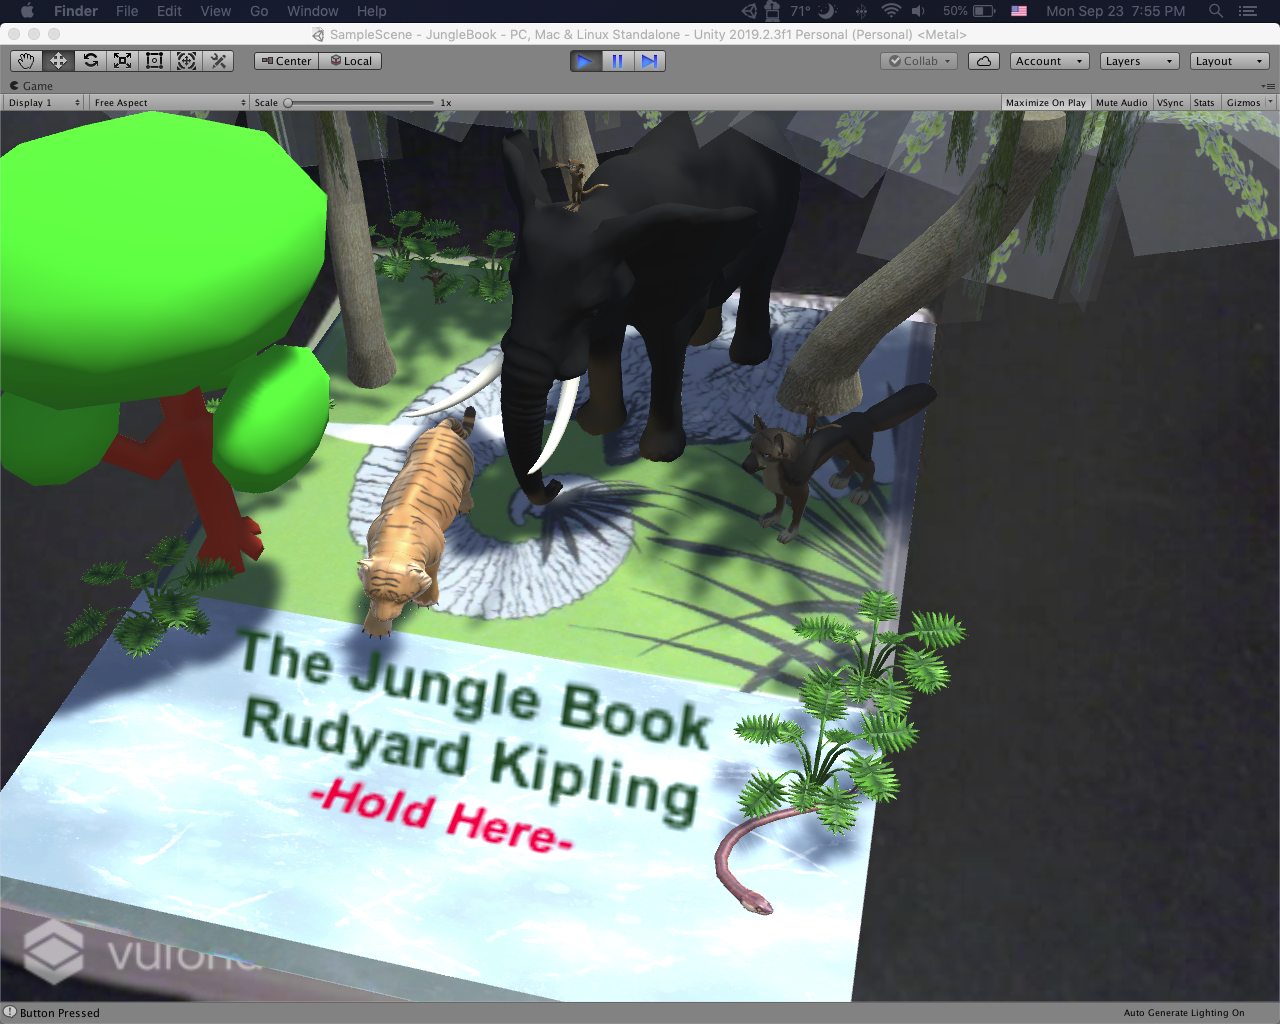 Finder File Edit View Go Window Help 71° 50% Mon Sep 23 7:55 PM
SampleScene - JungleBook - PC, Mac & Linux Standalone - Unity 2019.2.3f1 Personal (Personal) <Metal>
Center Local Collab Account Layers Layout
Game
Display 1 Free Aspect Scale 1x Maximize On Play Mute Audio VSync Stats Gizmos
The Jungle Book
Rudyard Kipling
-Hold Here-
Button Pressed Auto Generate Lighting On